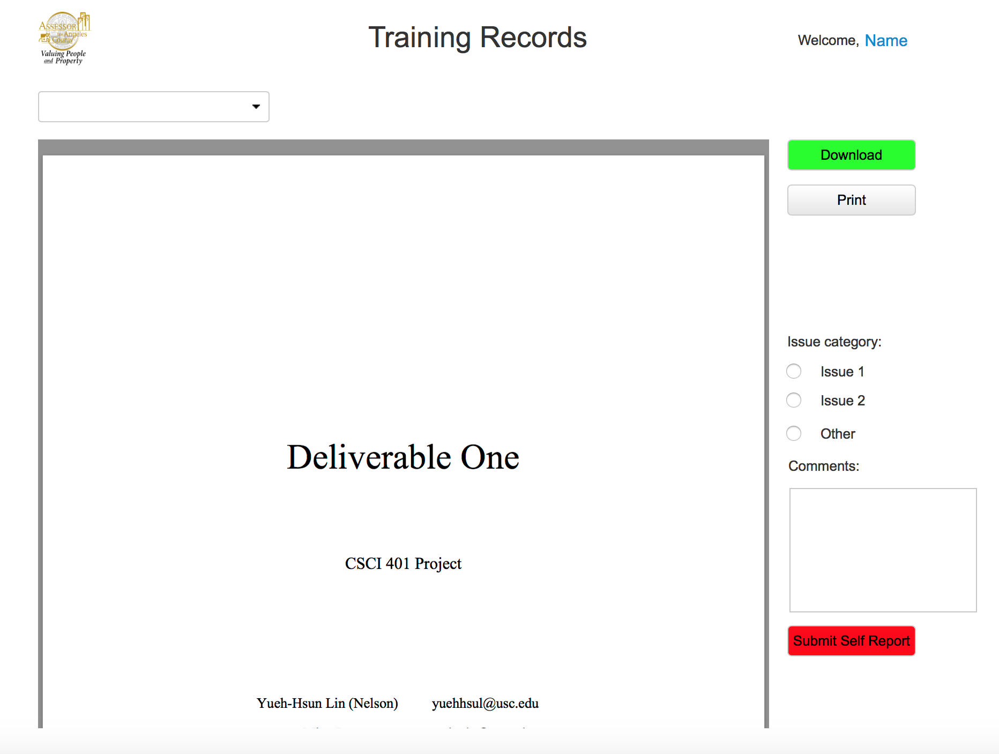 ASSESSOR
Los Angeles
County
Valuing People
and Property
Training Records
Welcome, Name
Download
Print
Issue category:
Issue 1
Issue 2
Other
Comments:
Submit Self Report
Deliverable One
CSCI 401 Project
Yueh-Hsun Lin (Nelson) yuehhsul@usc.edu